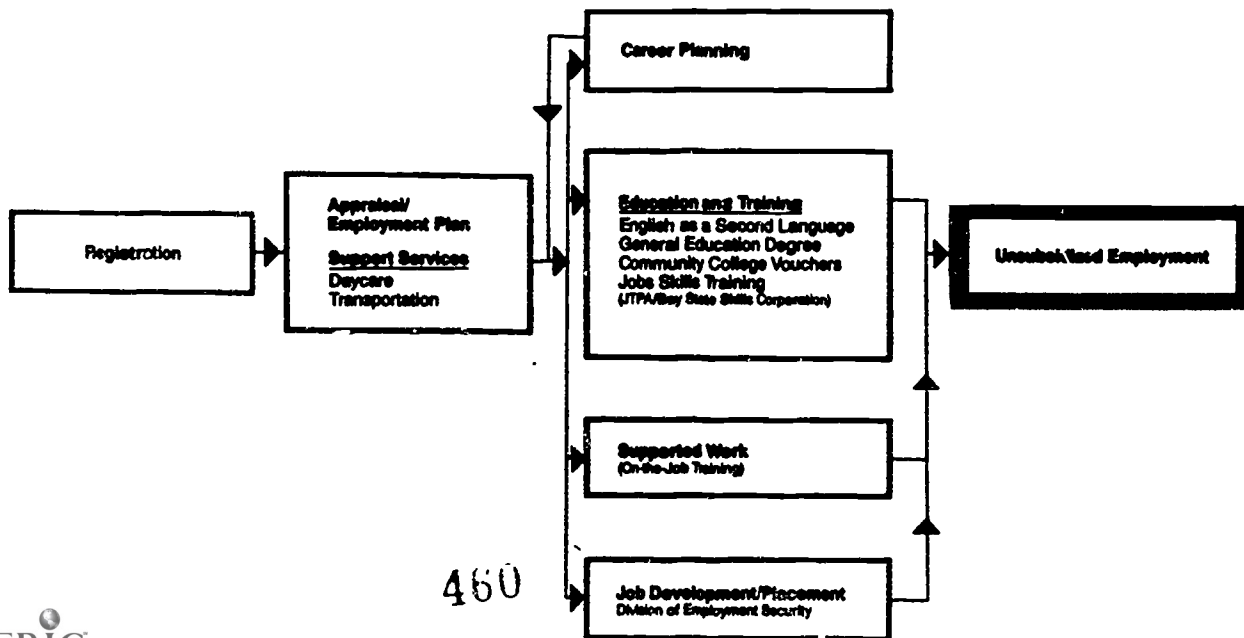 Career Planning
Registration
Appraisal/
Employment Plan
Support Services
Daycare
Transportation
Education and Training
English as a Second Language
General Education Degree
Community College Vouchers
Jobs Skills Training
(JTPA/Bay State Skills Corporation)
Supported Work
(On-the-Job Training)
Job Development/Placement
Division of Employment Security
Unsubsidized Employment
460
ERIC